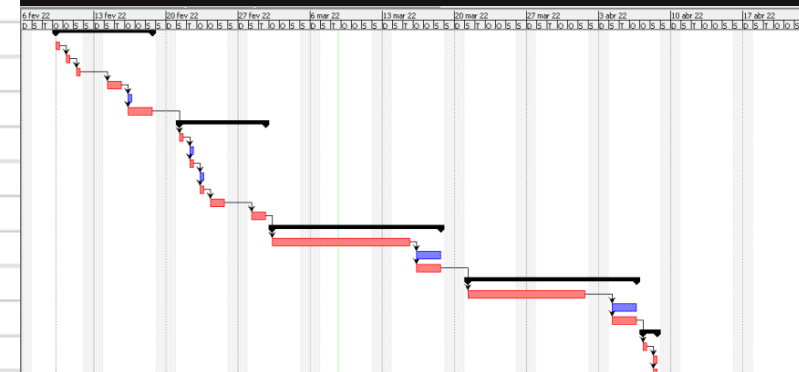 6 fev 22 13 fev 22 20 fev 22 27 fev 22 6 mar 22 13 mar 22 20 mar 22 27 mar 22 3 abr 22 10 abr 22 17 abr 22
D S T Q Q S S D S T Q Q S S D S T Q Q S S D S T Q Q S S D S T Q Q S S D S T Q Q S S D S T Q Q S S D S T Q Q S S D S T Q Q S S D S T Q Q S S D S T Q Q S